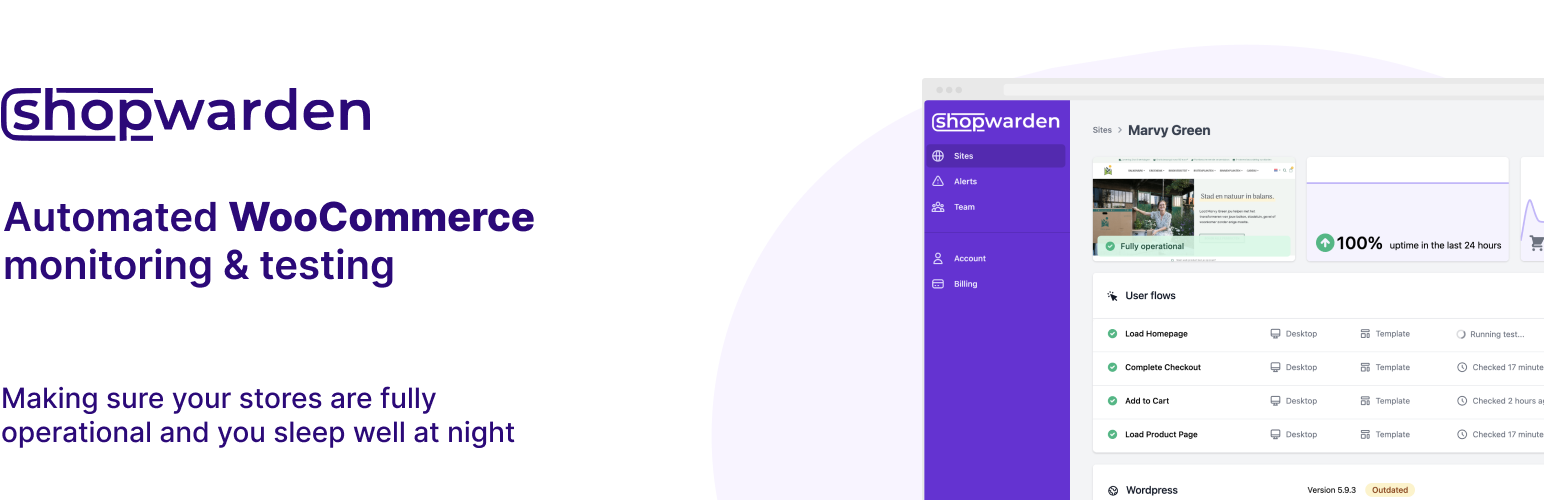 shopwarden
Automated WooCommerce
monitoring & testing
Making sure your stores are fully
operational and you sleep well at night
shopwarden
Sites
Alerts
Team
Account
Billing
Sites > Marvy Green
Stad en natuur in balans.
Fully operational
100% uptime in the last 24 hours
User flows
Load Homepage Desktop Template Running test...
Complete Checkout Desktop Template Checked 17 minute
Add to Cart Desktop Template Checked 2 hours ag
Load Product Page Desktop Template Checked 17 minute
Wordpress Version 5.9.3 Outdated